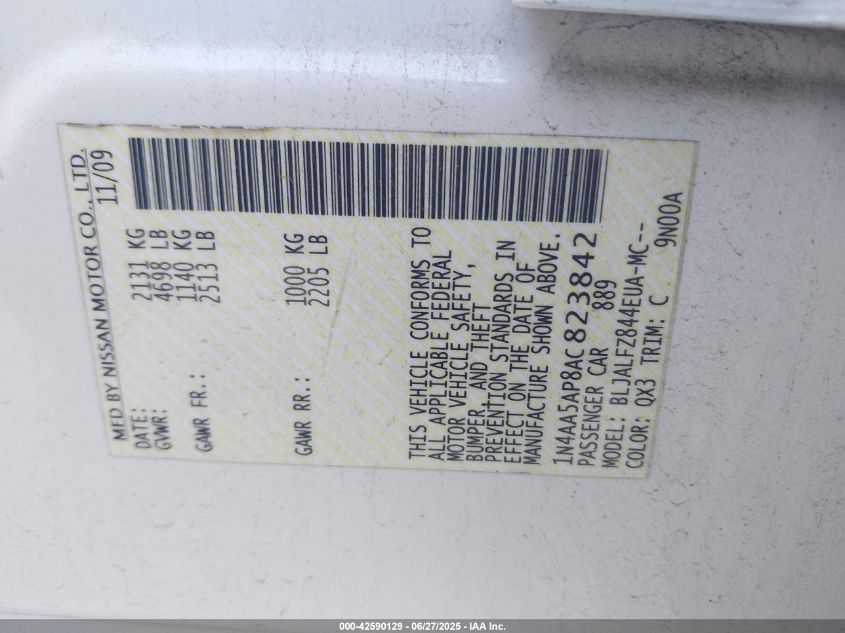 MFD BY NISSAN MOTOR CO., LTD.
DATE: 11/09
GVWR: 2131 KG
4698 LB
GAWR FR.: 1140 KG
2513 LB
GAWR RR.: 1000 KG
2205 LB
THIS VEHICLE CONFORMS TO
ALL APPLICABLE FEDERAL
MOTOR VEHICLE SAFETY,
BUMPER, AND THEFT
PREVENTION STANDARDS IN
EFFECT ON THE DATE OF
MANUFACTURE SHOWN ABOVE.
1N4AA5AP8AC823842
PASSENGER CAR 889
MODEL: BLJALFZ844EUA-MC--
COLOR: QX3 TRIM: C 9N00A
000-42590129 - 06/27/2025 - IAA Inc.